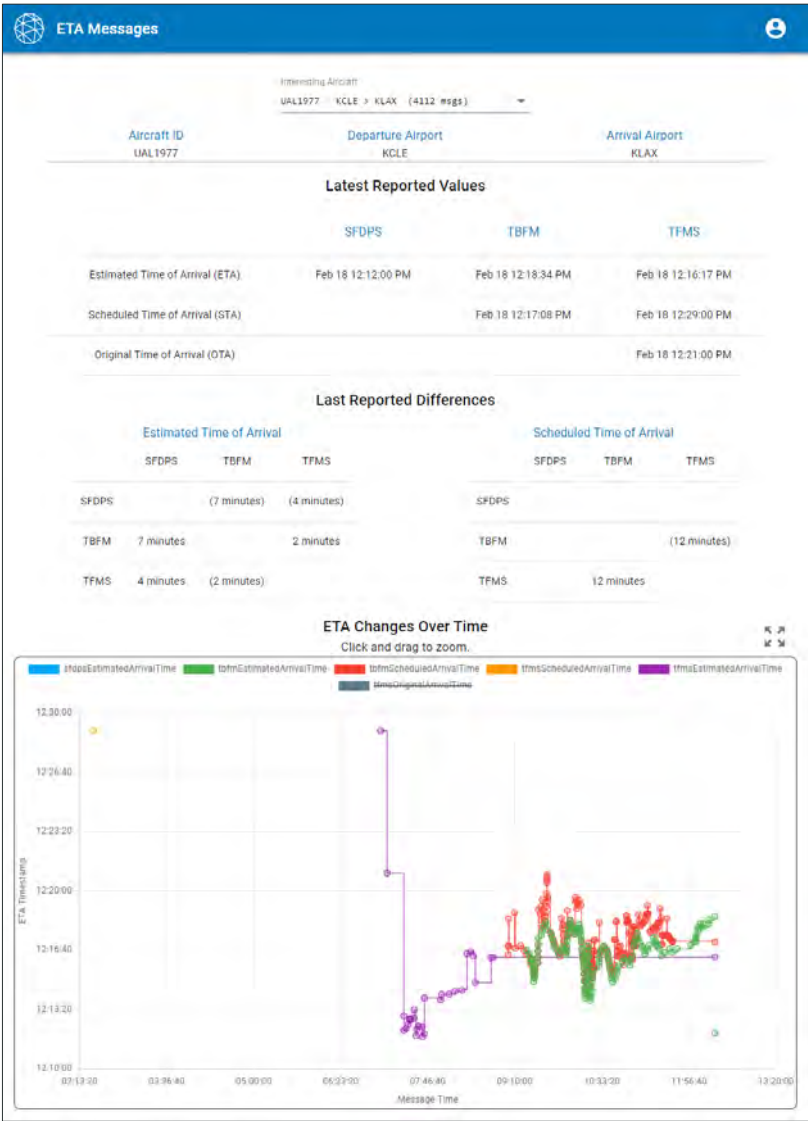 ETA Messages
Interesting Aircraft
UAL1977 KCLE > KLAX (4112 msgs)
Aircraft ID Departure Airport Arrival Airport
UAL1977 KCLE KLAX
Latest Reported Values
SFDPS TBFM TFMS
Estimated Time of Arrival (ETA) Feb 18 12:12:00 PM Feb 18 12:18:34 PM Feb 18 12:16:17 PM
Scheduled Time of Arrival (STA) Feb 18 12:17:08 PM Feb 18 12:29:00 PM
Original Time of Arrival (OTA) Feb 18 12:21:00 PM
Last Reported Differences
Estimated Time of Arrival Scheduled Time of Arrival
SFDPS TBFM TFMS SFDPS TBFM TFMS
SFDPS (7 minutes) (4 minutes) SFDPS
TBFM 7 minutes 2 minutes TBFM (12 minutes)
TFMS 4 minutes (2 minutes) TFMS 12 minutes
ETA Changes Over Time
Click and drag to zoom.
sfdpsEstimatedArrivalTime tbfmEstimatedArrivalTime tbfmScheduledArrivalTime tfmsScheduledArrivalTime tfmsEstimatedArrivalTime
tfmsOriginalArrivalTime
12:30:00
12:26:40
12:23:20
12:20:00
12:16:40
12:13:20
12:10:00
ETA Timestamp
02:13:20 03:36:40 05:00:00 06:23:20 07:46:40 09:10:00 10:33:20 11:56:40 13:20:00
Message Time